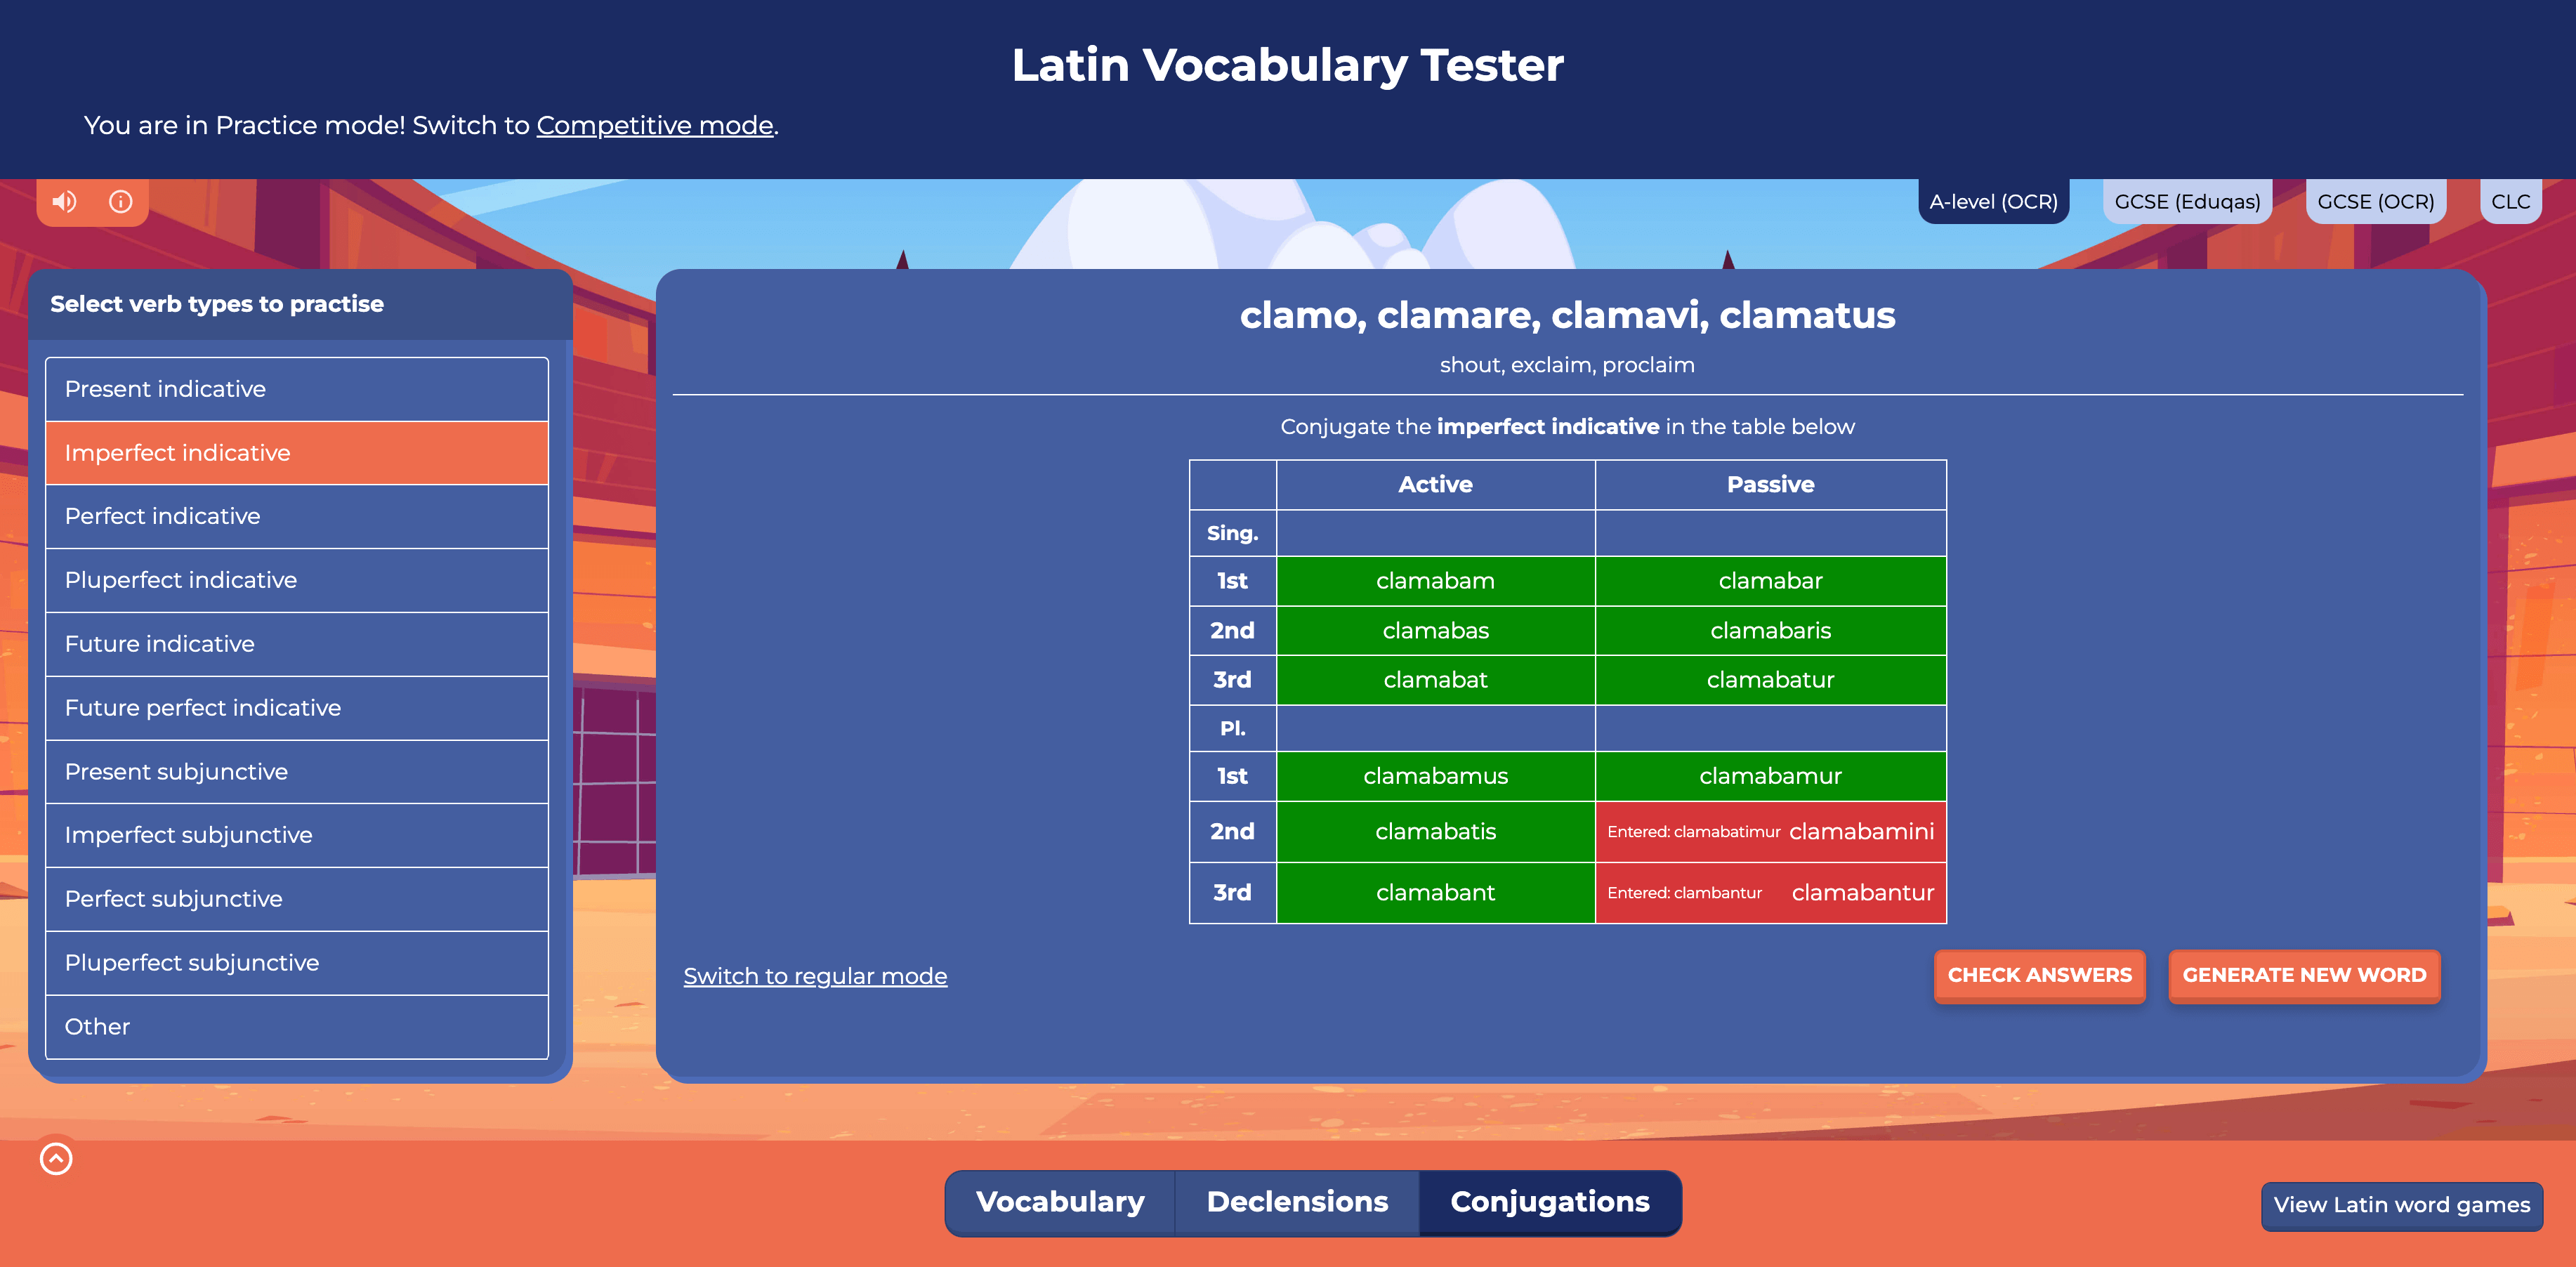 Latin Vocabulary Tester
You are in Practice mode! Switch to Competitive mode.
A-level (OCR) GCSE (Eduqas) GCSE (OCR) CLC
Select verb types to practise
Present indicative
Imperfect indicative
Perfect indicative
Pluperfect indicative
Future indicative
Future perfect indicative
Present subjunctive
Imperfect subjunctive
Perfect subjunctive
Pluperfect subjunctive
Other
clamo, clamare, clamavi, clamatus
shout, exclaim, proclaim
Conjugate the imperfect indicative in the table below
Active Passive
Sing.
1st clamabam clamabar
2nd clamabas clamabaris
3rd clamabat clamabatur
Pl.
1st clamabamus clamabamur
2nd clamabatis Entered: clamabatimur clamabamini
3rd clamabant Entered: clambantur clamabantur
Switch to regular mode
CHECK ANSWERS GENERATE NEW WORD
Vocabulary Declensions Conjugations
View Latin word games